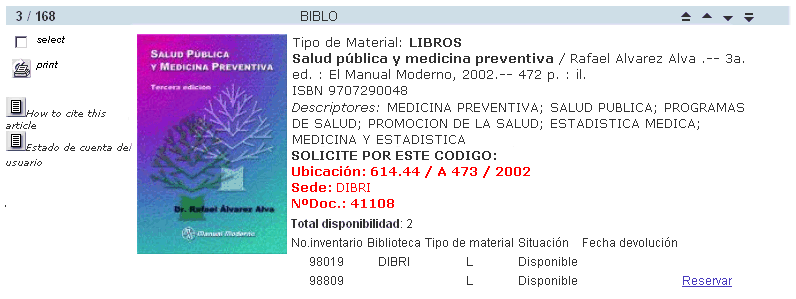 3 / 168
BIBLO
select
print
How to cite this
article
Estado de cuenta del
usuario
SALUD PÚBLICA
Y MEDICINA PREVENTIVA
Tercera edición
Dr. Rafael Álvarez Alva
Manual Moderno
Tipo de Material: LIBROS
Salud pública y medicina preventiva / Rafael Alvarez Alva .-- 3a.
ed. : El Manual Moderno, 2002.-- 472 p. : il.
ISBN 9707290048
Descriptores: MEDICINA PREVENTIVA; SALUD PUBLICA; PROGRAMAS
DE SALUD; PROMOCION DE LA SALUD; ESTADISTICA MEDICA;
MEDICINA Y ESTADISTICA
SOLICITE POR ESTE CODIGO:
Ubicación: 614.44 / A 473 / 2002
Sede: DIBRI
NºDoc.: 41108
Total disponibilidad: 2
No.inventario Biblioteca Tipo de material Situación Fecha devolución
98019 DIBRI L Disponible
98809 L Disponible Reservar